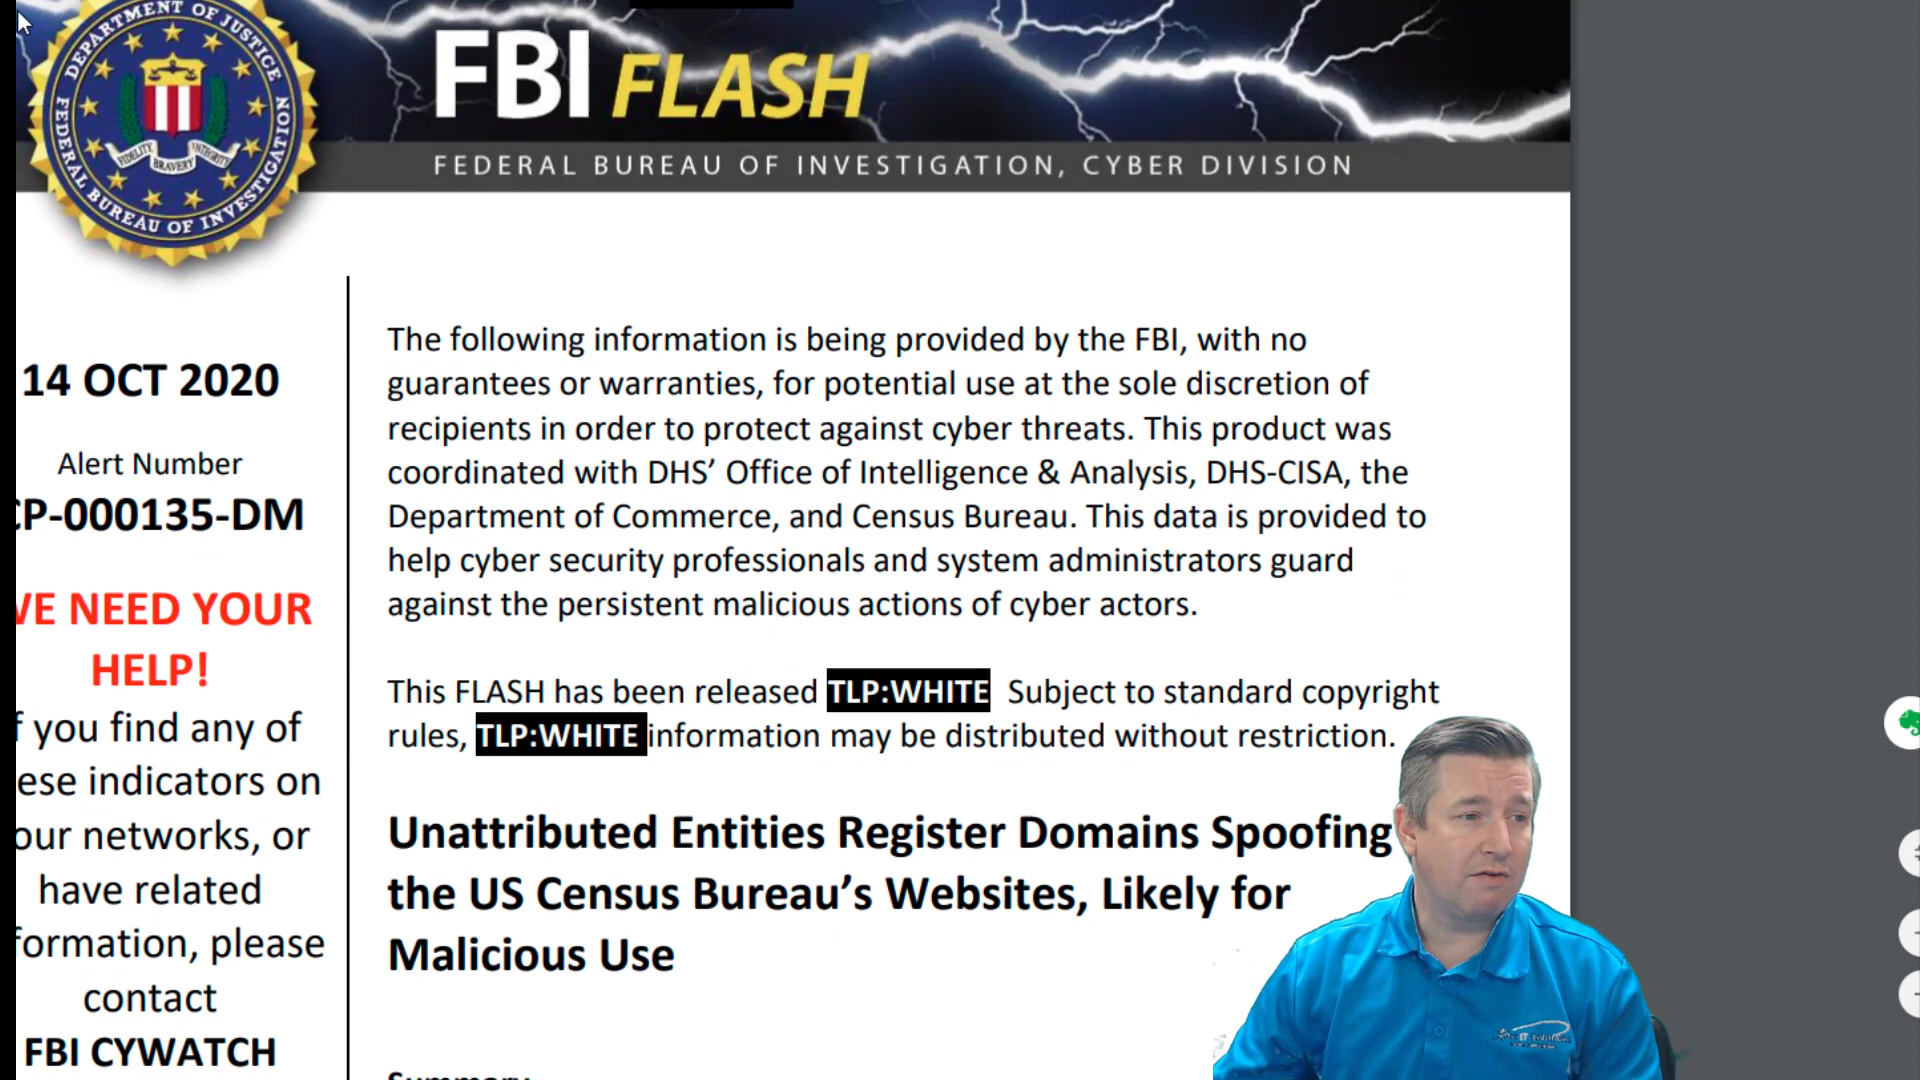 DEPARTMENT OF JUSTICE
FEDERAL BUREAU OF INVESTIGATION
FIDELITY BRAVERY INTEGRITY
FBI FLASH
FEDERAL BUREAU OF INVESTIGATION, CYBER DIVISION
14 OCT 2020
Alert Number
CP-000135-DM
WE NEED YOUR
HELP!
f you find any of
ese indicators on
our networks, or
have related
formation, please
contact
FBI CYWATCH
The following information is being provided by the FBI, with no
guarantees or warranties, for potential use at the sole discretion of
recipients in order to protect against cyber threats. This product was
coordinated with DHS’ Office of Intelligence & Analysis, DHS-CISA, the
Department of Commerce, and Census Bureau. This data is provided to
help cyber security professionals and system administrators guard
against the persistent malicious actions of cyber actors.
This FLASH has been released TLP:WHITE Subject to standard copyright
rules, TLP:WHITE information may be distributed without restriction.
Unattributed Entities Register Domains Spoofing
the US Census Bureau’s Websites, Likely for
Malicious Use
Summary